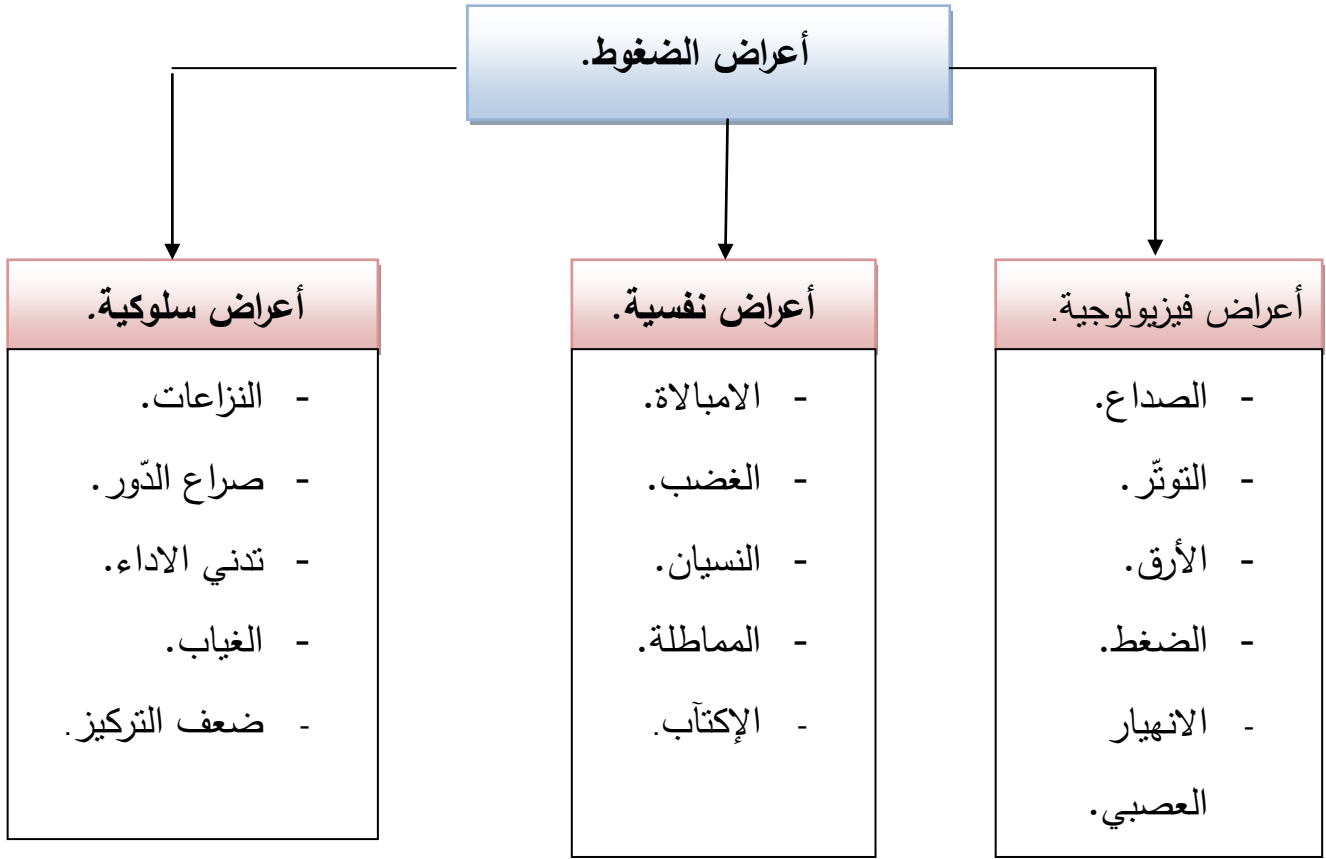 أعراض الضغوط.
أعراض فيزيولوجية.
- الصداع.
- التوتّر.
- الأرق.
- الضغط.
- الانهيار
العصبي.
أعراض نفسية.
- الامبالاة.
- الغضب.
- النسيان.
- المماطلة.
- الإكتآب.
أعراض سلوكية.
- النزاعات.
- صراع الدّور.
- تدني الاداء.
- الغياب.
- ضعف التركيز.